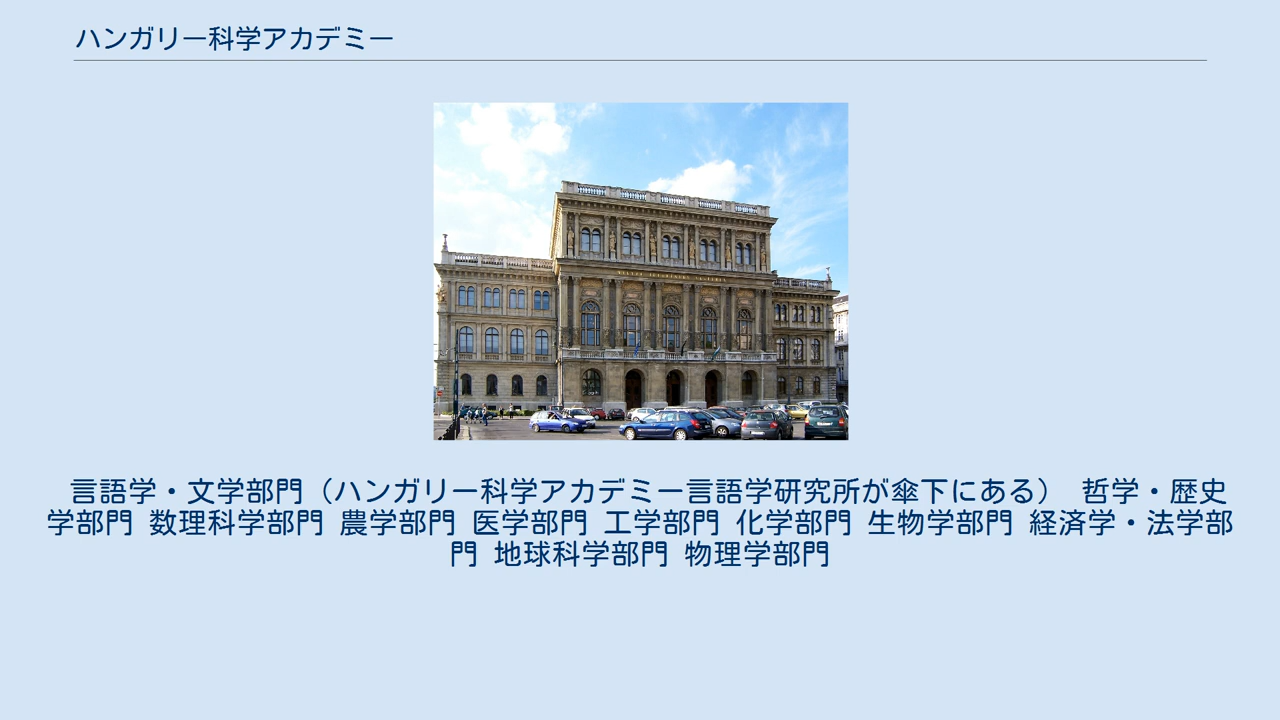 ハンガリー科学アカデミー
言語学・文学部門（ハンガリー科学アカデミー言語学研究所が傘下にある） 哲学・歴史
学部門 数理科学部門 農学部門 医学部門 工学部門 化学部門 生物学部門 経済学・法学部
門 地球科学部門 物理学部門